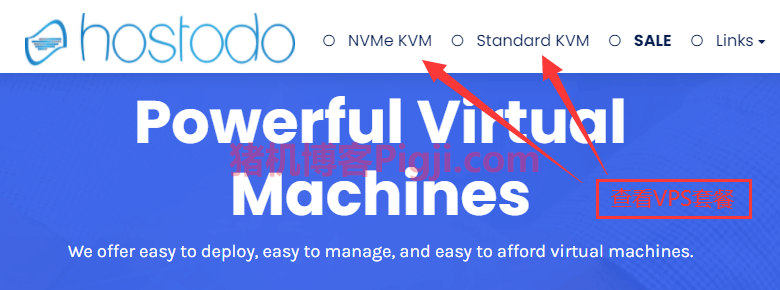 hostodo
NVMe KVM Standard KVM SALE Links
Powerful Virtual
猪机博客Pigji.com
Machines
查看VPS套餐
We offer easy to deploy, easy to manage, and easy to afford virtual machines.